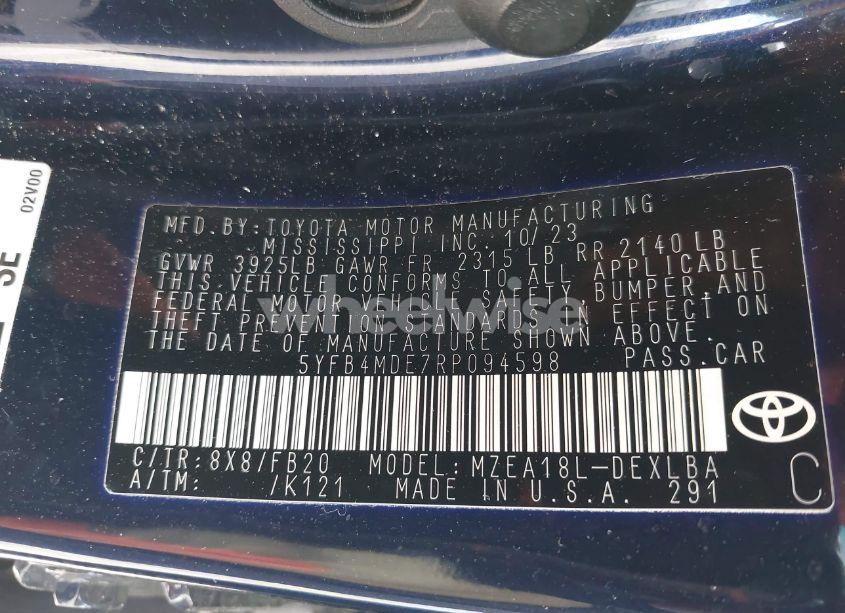 02V00
SE
MFD.BY:TOYOTA MOTOR MANUFACTURING
MISSISSIPPI INC. 10/23
GVWR 3925LB GAWR FR 2315 LB RR 2140 LB
THIS VEHICLE CONFORMS TO ALL APPLICABLE
FEDERAL MOTOR VEHICLE SAFETY, BUMPER, AND
THEFT PREVENTION STANDARDS IN EFFECT ON
THE DATE OF MANUFACTURE SHOWN ABOVE.
5YFB4MDE7RP094598 PASS.CAR
C/TR: 8X8/FB20 MODEL: MZEA18L-DEXLBA
A/TM: /K121 MADE IN U.S.A. 291
C
wheelwise